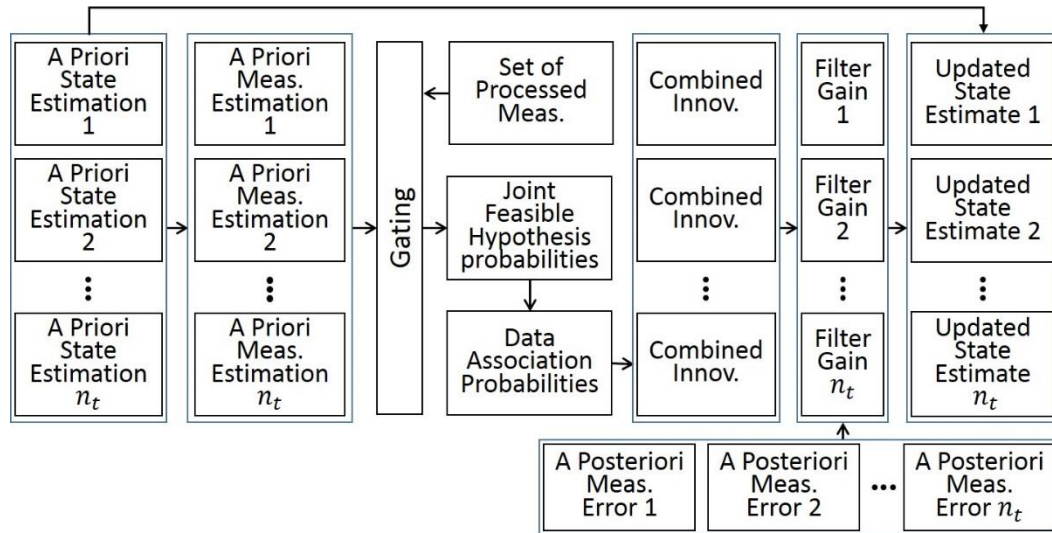 A Priori
State
Estimation
1
A Priori
State
Estimation
2
A Priori
State
Estimation
n_t
A Priori
Meas.
Estimation
1
A Priori
Meas.
Estimation
2
A Priori
Meas.
Estimation
n_t
Gating
Set of
Processed
Meas.
Joint
Feasible
Hypothesis
probabilities
Data
Association
Probabilities
Combined
Innov.
Combined
Innov.
Combined
Innov.
Filter
Gain
1
Filter
Gain
2
Filter
Gain
n_t
Updated
State
Estimate 1
Updated
State
Estimate 2
Updated
State
Estimate
n_t
A Posteriori
Meas.
Error 1
A Posteriori
Meas.
Error 2
A Posteriori
Meas.
Error n_t